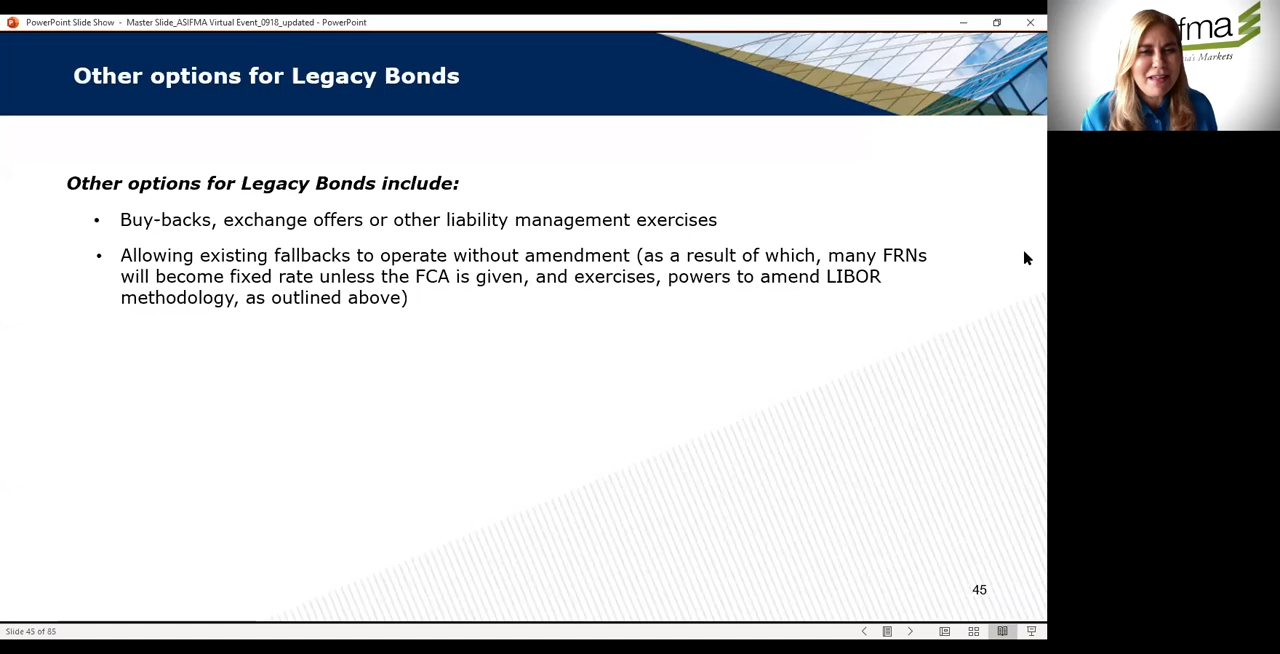 PowerPoint Slide Show - Master Slide_ASIFMA Virtual Event_0918_updated - PowerPoint
Other options for Legacy Bonds
fma
Markets
Other options for Legacy Bonds include:
• Buy-backs, exchange offers or other liability management exercises
• Allowing existing fallbacks to operate without amendment (as a result of which, many FRNs
will become fixed rate unless the FCA is given, and exercises, powers to amend LIBOR
methodology, as outlined above)
45
Slide 45 of 85